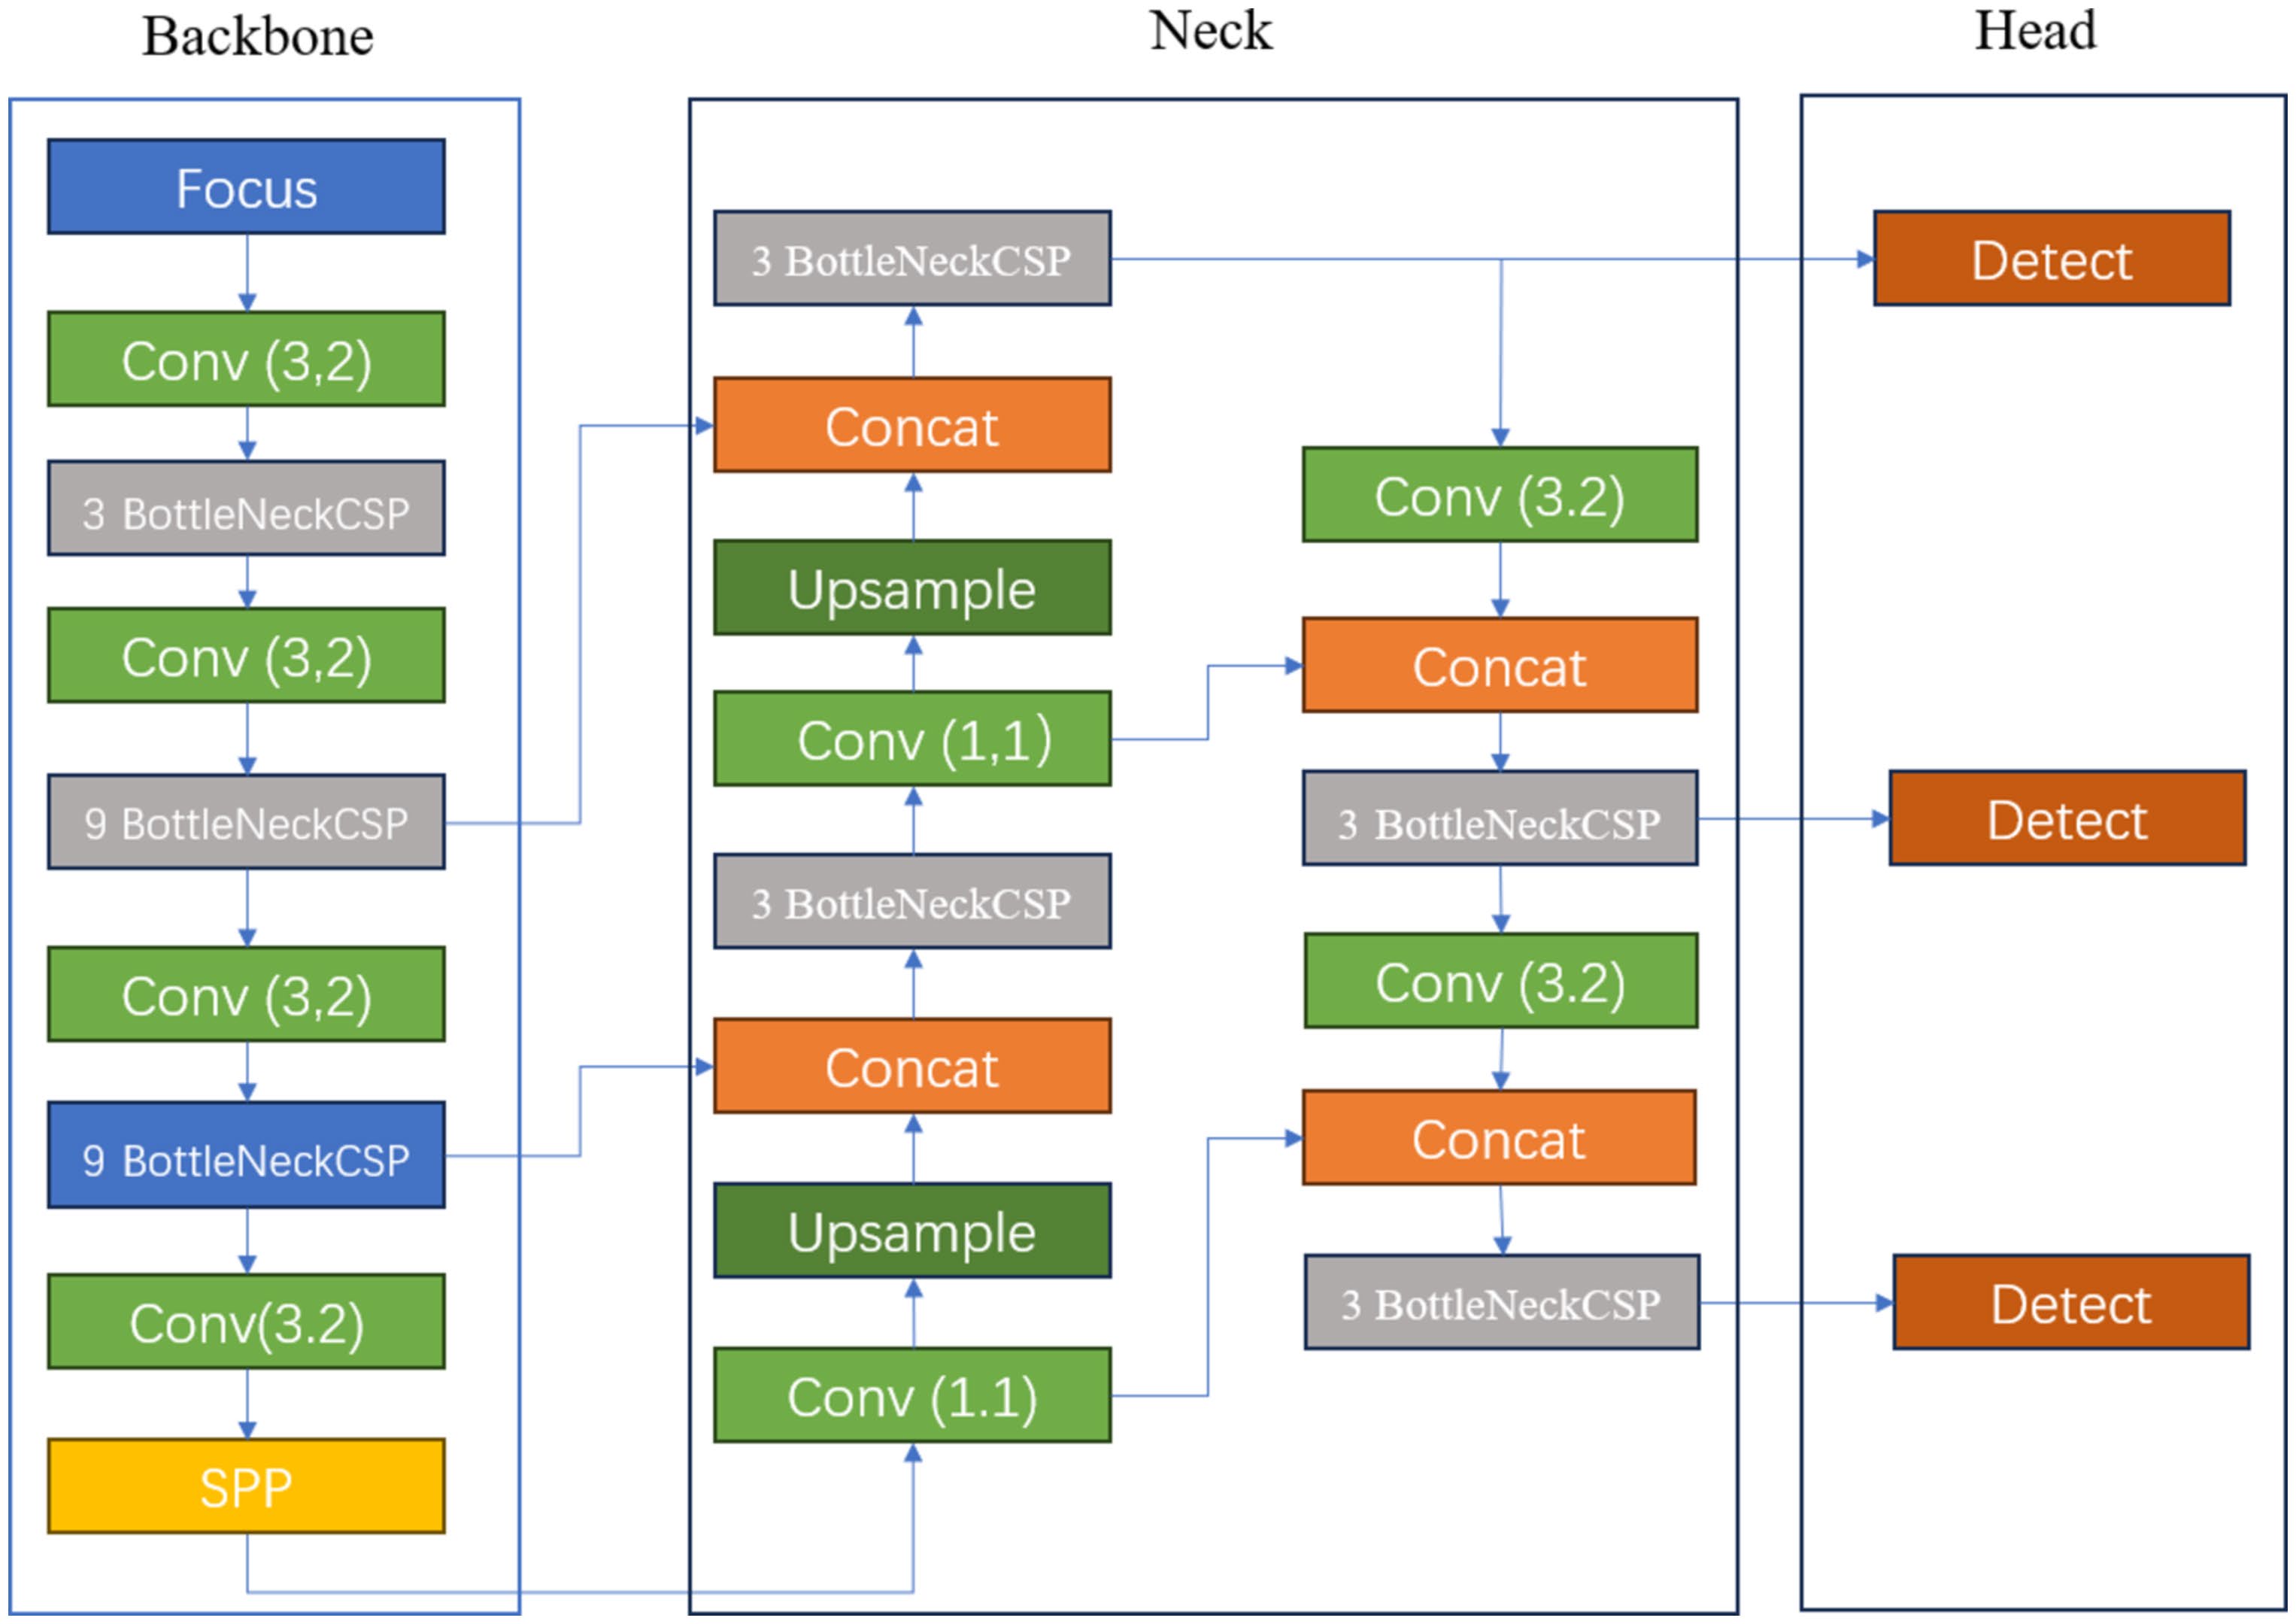 Backbone
Focus
Conv (3,2)
3 BottleNeckCSP
Conv (3,2)
9 BottleNeckCSP
Conv (3,2)
9 BottleNeckCSP
Conv(3.2)
SPP
Neck
3 BottleNeckCSP
Concat
Upsample
Conv (1,1)
3 BottleNeckCSP
Concat
Upsample
Conv (1.1)
Conv (3.2)
Concat
3 BottleNeckCSP
Conv (3.2)
Concat
3 BottleNeckCSP
Head
Detect
Detect
Detect